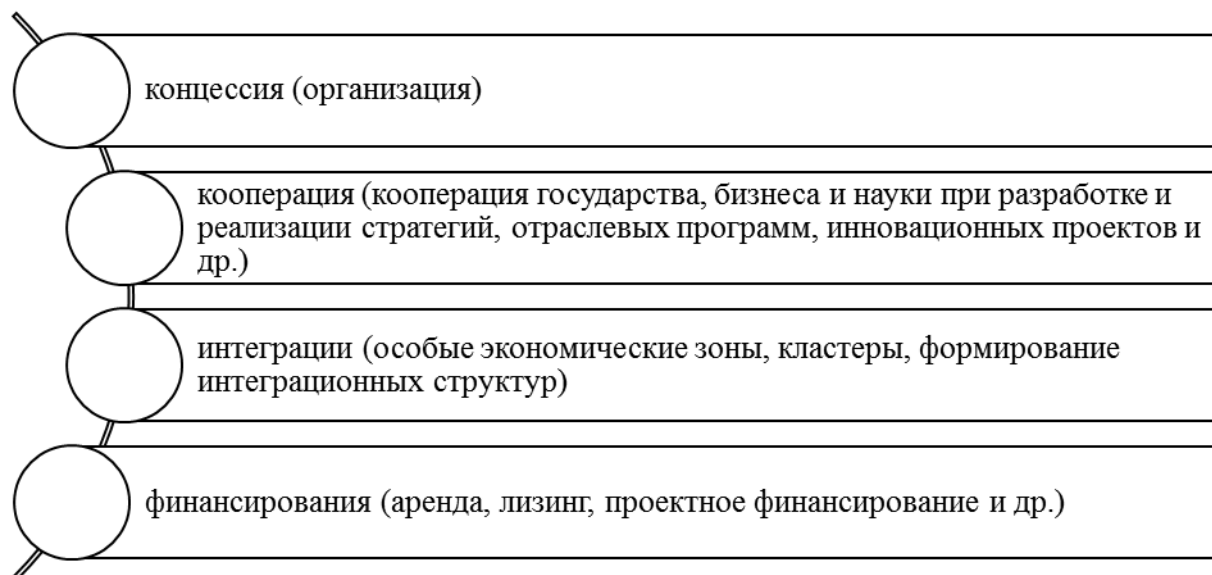 концессия (организация)
кооперация (кооперация государства, бизнеса и науки при разработке и
реализации стратегий, отраслевых программ, инновационных проектов и
др.)
интеграции (особые экономические зоны, кластеры, формирование
интеграционных структур)
финансирования (аренда, лизинг, проектное финансирование и др.)